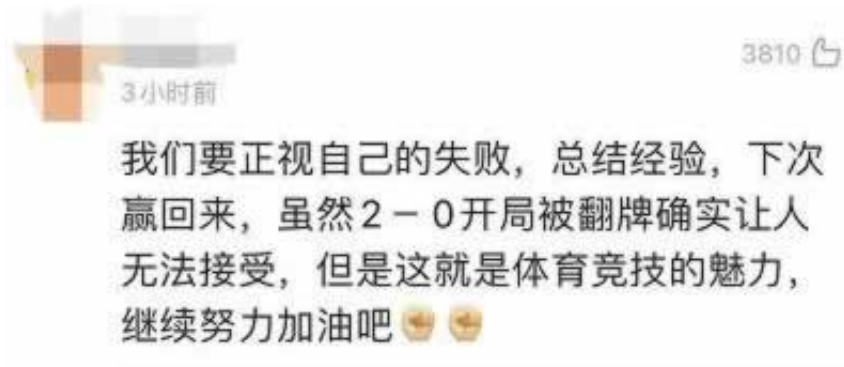 3810
3小时前
我们要正视自己的失败，总结经验，下次
赢回来，虽然2－0开局被翻牌确实让人
无法接受，但是这就是体育竞技的魅力，
继续努力加油吧